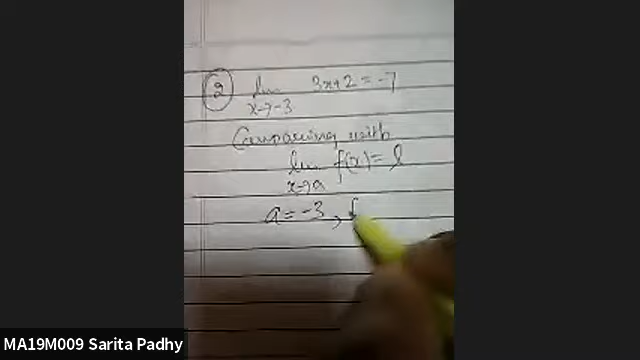 2 lim 3x+2 = -7
x→-3
Comparing with
lim f(x) = l
x→a
a = -3, f
MA19M009 Sarita Padhy